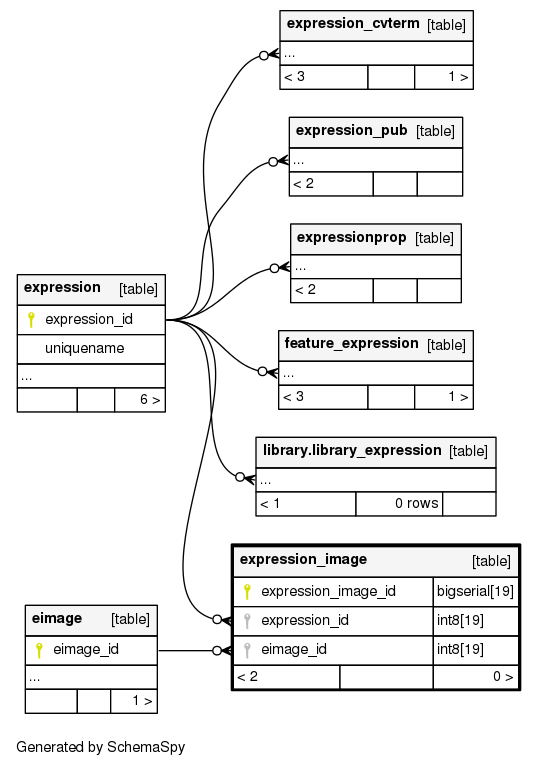 expression_cvterm [table]
...
< 3 1 >
expression_pub [table]
...
< 2
expressionprop [table]
...
< 2
expression [table]
expression_id
uniquename
...
6 >
feature_expression [table]
...
< 3 1 >
library.library_expression [table]
...
< 1 0 rows
expression_image [table]
expression_image_id bigserial[19]
expression_id int8[19]
eimage_id int8[19]
< 2 0 >
eimage [table]
eimage_id
...
1 >
Generated by SchemaSpy